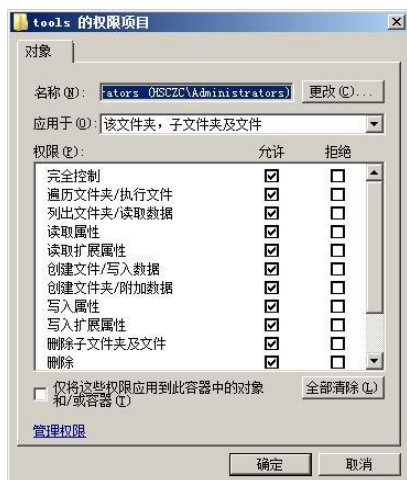 tools 的权限项目
对象
名称(N): rators (HSCZC\Administrators) 更改(C)...
应用于(O): 该文件夹，子文件夹及文件
权限(P): 允许 拒绝
完全控制
遍历文件夹/执行文件
列出文件夹/读取数据
读取属性
读取扩展属性
创建文件/写入数据
创建文件夹/附加数据
写入属性
写入扩展属性
删除子文件夹及文件
删除
仅将这些权限应用到此容器中的对象
和/或容器(T)
全部清除(L)
管理权限
确定 取消